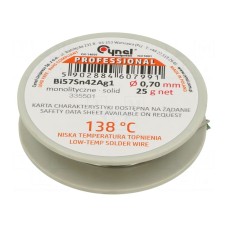 Cynel
PROFESSIONAL
5902884607991
Bi57Sn42Ag1
Ø 0,70 mm
monolityczne - solid
25 g net
KARTA CHARAKTERYSTYKI DOSTĘPNA NA ŻĄDANIE
SAFETY DATA SHEET AVAILABLE ON REQUEST
138 °C
NISKA TEMPERATURA TOPNIENIA
LOW-TEMP SOLDER WIRE